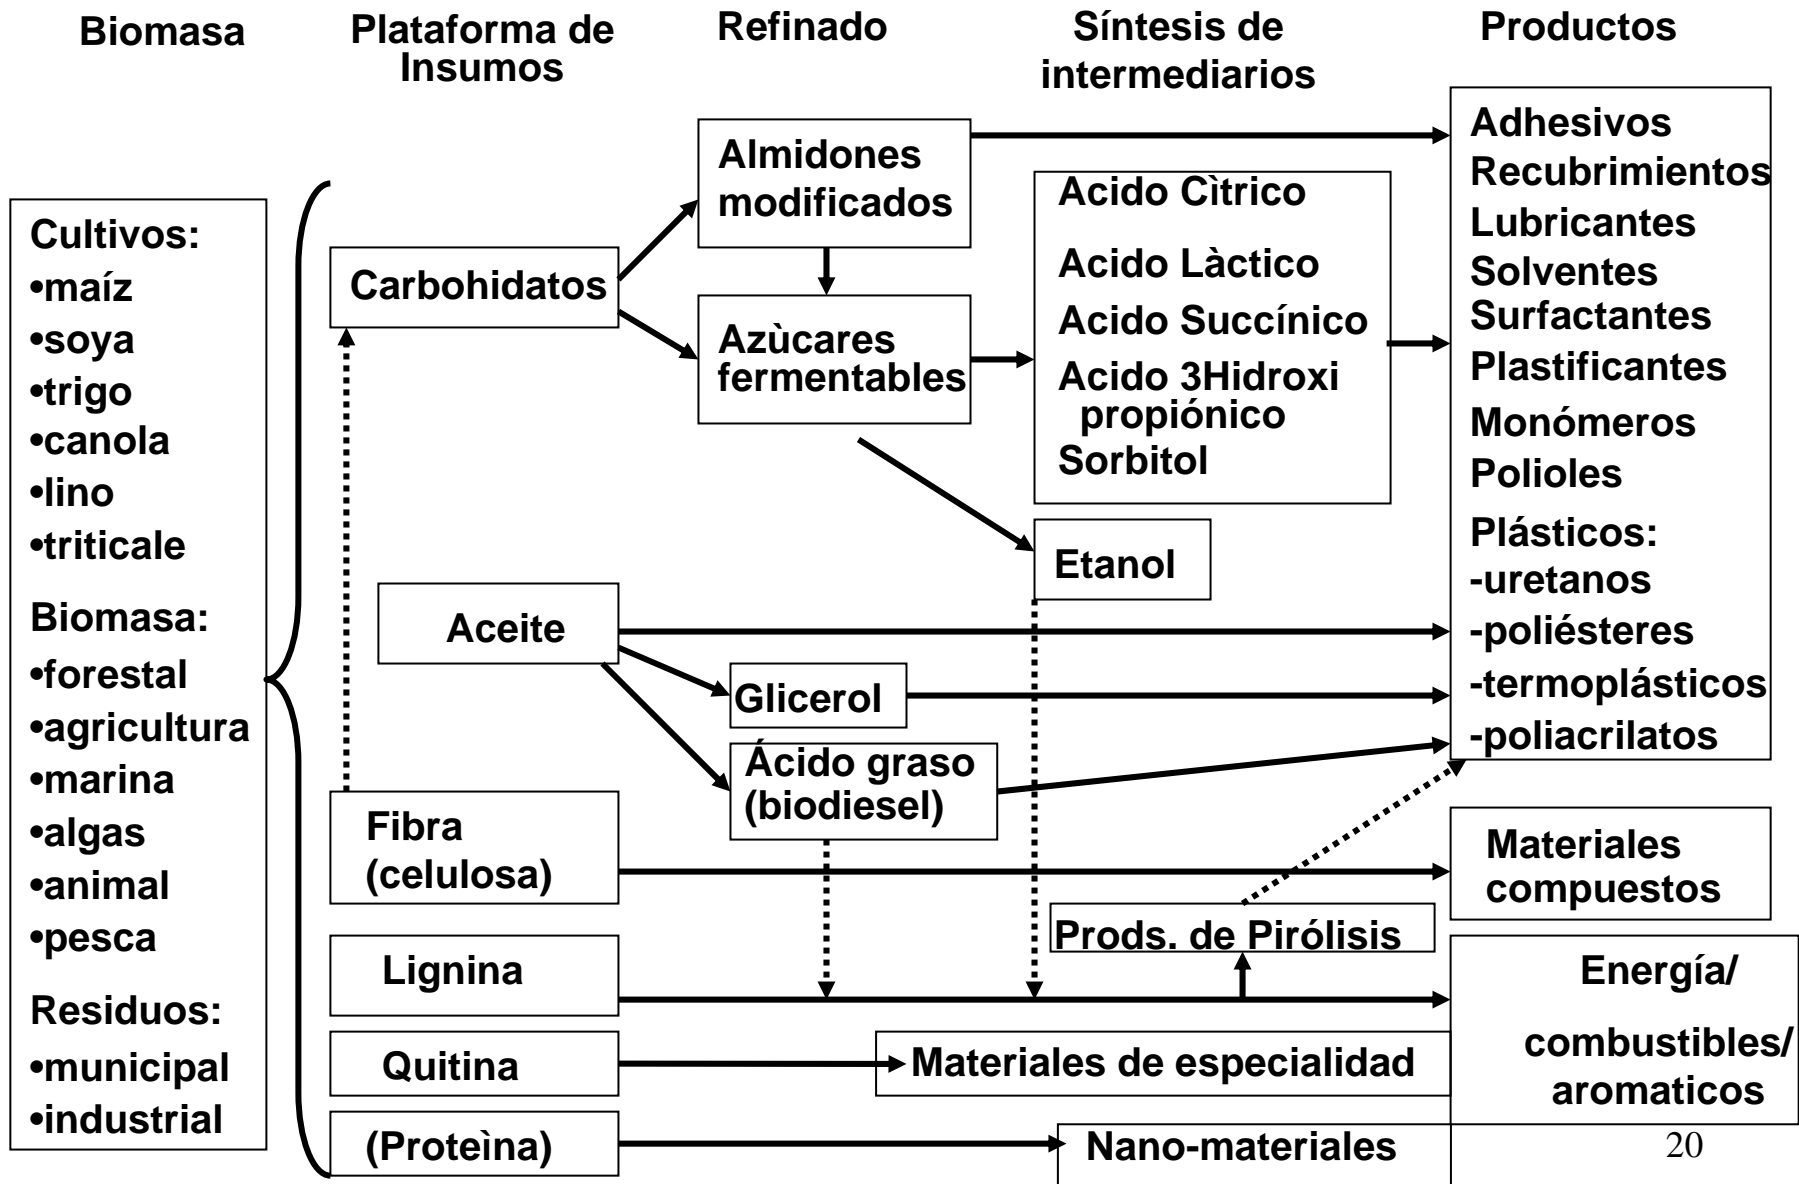 Biomasa
Plataforma de
Insumos
Refinado
Síntesis de
intermediarios
Productos
Cultivos:
•maíz
•soya
•trigo
•canola
•lino
•triticale
Biomasa:
•forestal
•agricultura
•marina
•algas
•animal
•pesca
Residuos:
•municipal
•industrial
Carbohidatos
Aceite
Fibra
(celulosa)
Lignina
Quitina
(Proteìna)
Almidones
modificados
Azùcares
fermentables
Glicerol
Ácido graso
(biodiesel)
Acido Cìtrico
Acido Làctico
Acido Succínico
Acido 3Hidroxi
propiónico
Sorbitol
Etanol
Prods. de Pirólisis
Materiales de especialidad
Nano-materiales
Adhesivos
Recubrimientos
Lubricantes
Solventes
Surfactantes
Plastificantes
Monómeros
Polioles
Plásticos:
-uretanos
-poliésteres
-termoplásticos
-poliacrilatos
Materiales
compuestos
Energía/
combustibles/
aromaticos
20